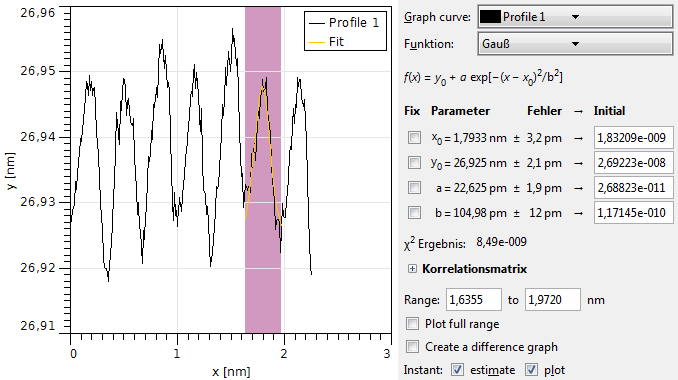 26,96
26,95
26,94
26,93
26,92
26,91
y [nm]
0
1
2
3
x [nm]
Profile 1
Fit
Graph curve: Profile 1
Funktion: Gauß
f(x) = y₀ + a exp[−(x − x₀)²/b²]
Fix Parameter Fehler → Initial
x₀ = 1,7933 nm ± 3,2 pm → 1,83209e-009
y₀ = 26,925 nm ± 2,1 pm → 2,69223e-008
a = 22,625 pm ± 1,9 pm → 2,68823e-011
b = 104,98 pm ± 12 pm → 1,17145e-010
χ² Ergebnis: 8,49e-009
Korrelationsmatrix
Range: 1,6355 to 1,9720 nm
Plot full range
Create a difference graph
Instant: estimate plot